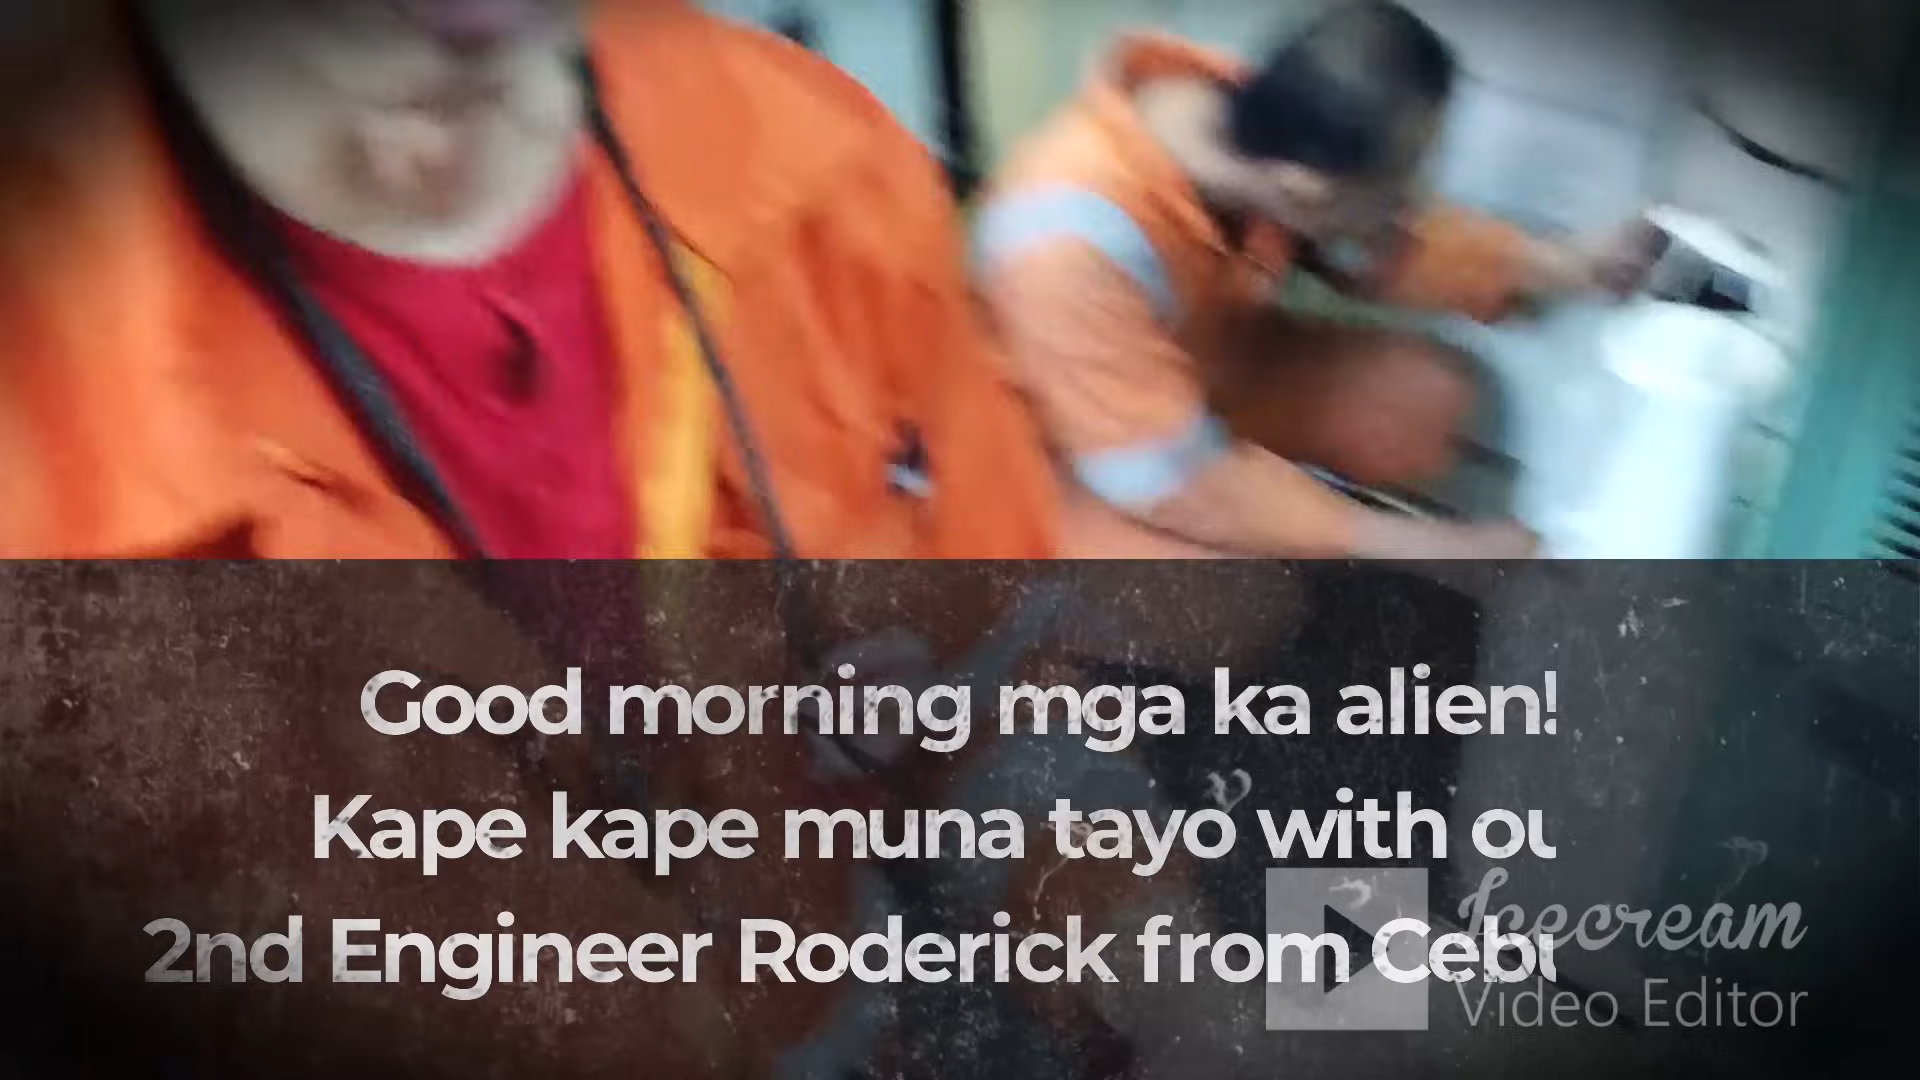 Good morning mga ka alien!
Kape kape muna tayo with ou
2nd Engineer Roderick from Cebu
Icecream
Video Editor